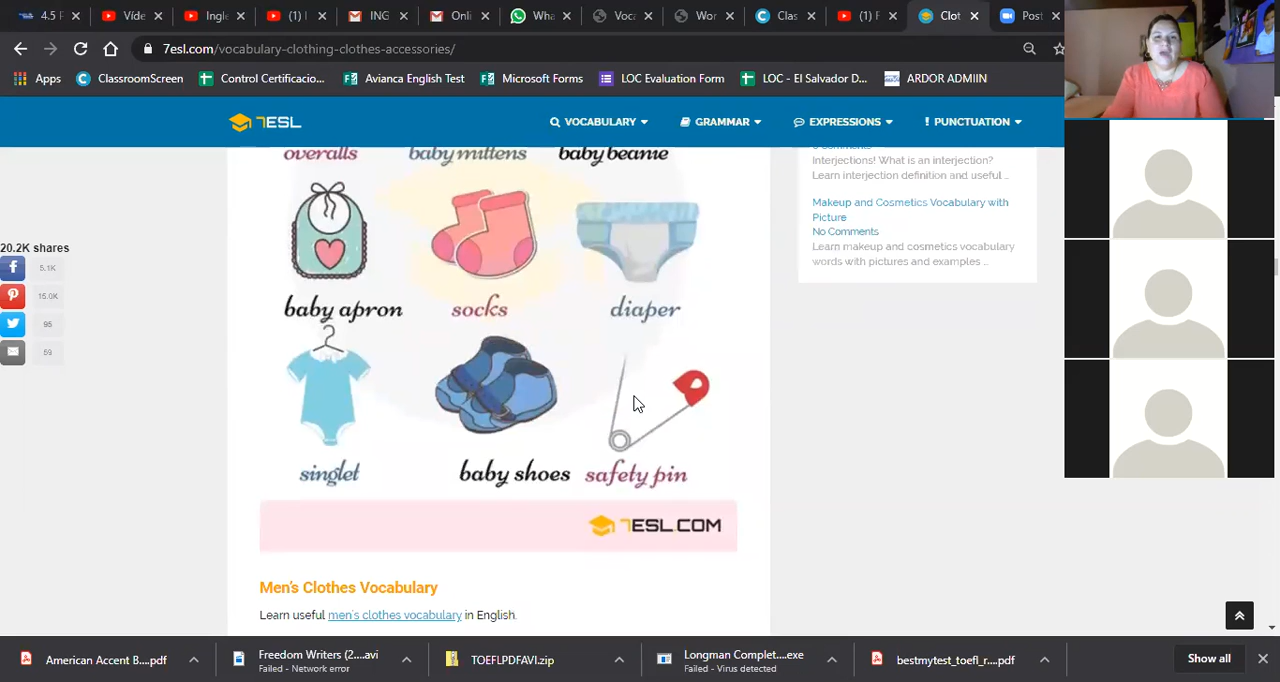 4.5 F
Víde
Ingle
(1) I
ING
Onli
Wha
Voca
Wor
Clas
(1) F
Clot
Post
7esl.com/vocabulary-clothing-clothes-accessories/
Apps
ClassroomScreen
Control Certificacio...
Avianca English Test
Microsoft Forms
LOC Evaluation Form
LOC - El Salvador D...
ARDOR ADMIIN
7ESL
VOCABULARY
GRAMMAR
EXPRESSIONS
PUNCTUATION
overalls
baby mittens
baby beanie
Interjections! What is an interjection?
Learn interjection definition and useful ...
Makeup and Cosmetics Vocabulary with
Picture
No Comments
Learn makeup and cosmetics vocabulary
words with pictures and examples ...
20.2K shares
5.1K
15.0K
95
59
baby apron
socks
diaper
singlet
baby shoes
safety pin
7ESL.COM
Men's Clothes Vocabulary
Learn useful men's clothes vocabulary in English.
American Accent B....pdf
Freedom Writers (2....avi
Failed - Network error
TOEFLPDFAVI.zip
Longman Complet....exe
Failed - Virus detected
bestmytest_toefl_r....pdf
Show all